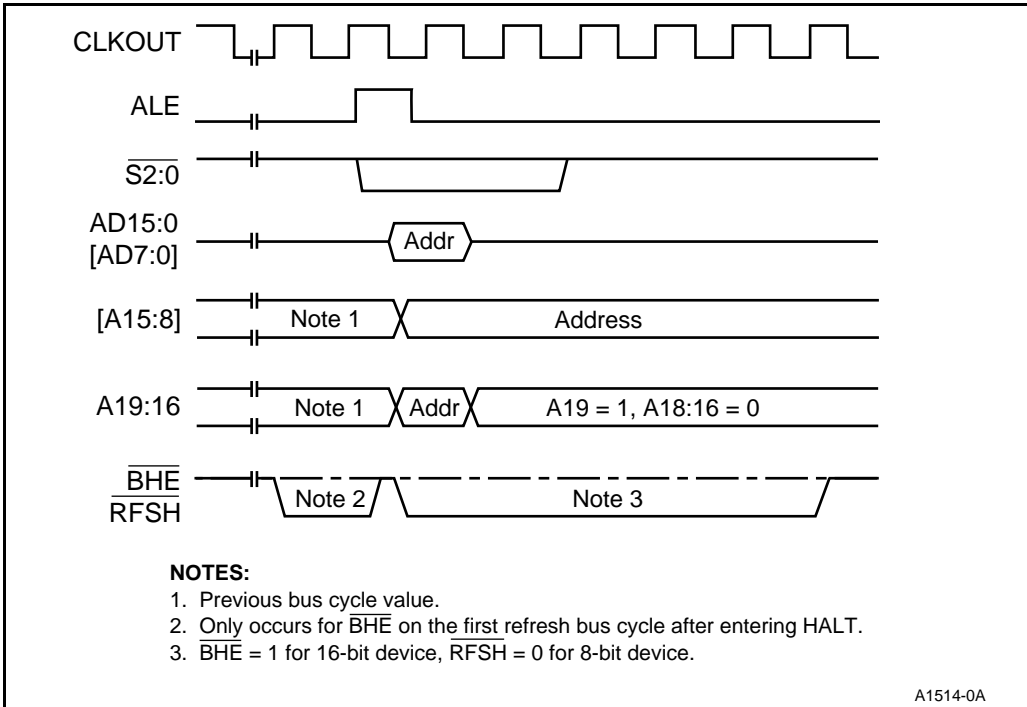 CLKOUT
ALE
S2:0
AD15:0
[AD7:0]
Addr
[A15:8]
Note 1
Address
A19:16
Note 1
Addr
A19 = 1, A18:16 = 0
BHE
RFSH
Note 2
Note 3
NOTES:
1. Previous bus cycle value.
2. Only occurs for BHE on the first refresh bus cycle after entering HALT.
3. BHE = 1 for 16-bit device, RFSH = 0 for 8-bit device.
A1514-0A